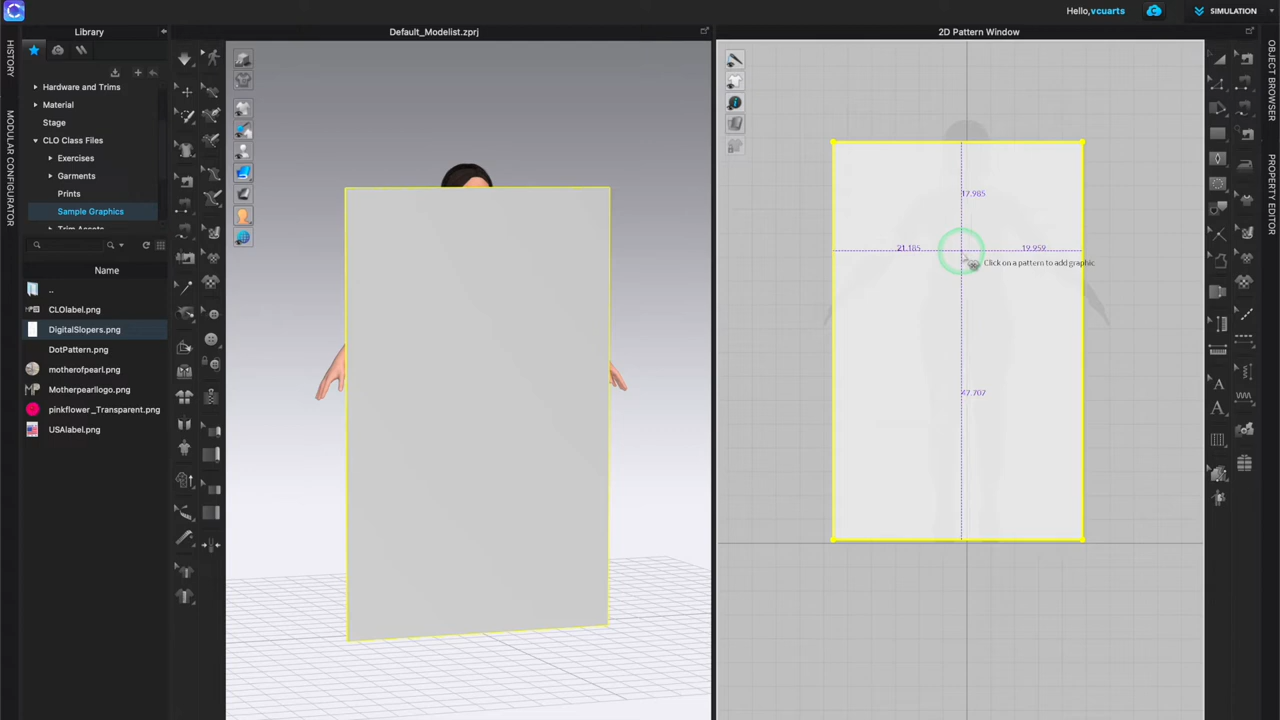 Hello,vcuarts
SIMULATION
Library
Default_Modelist.zprj
2D Pattern Window
HISTORY
MODULAR CONFIGURATOR
OBJECT BROWSER
PROPERTY EDITOR
Hardware and Trims
Material
Stage
CLO Class Files
Exercises
Garments
Prints
Sample Graphics
Name
..
CLOlabel.png
DigitalSlopers.png
DotPattern.png
motherofpearl.png
Motherpearllogo.png
pinkflower_Transparent.png
USAlabel.png
17.985
21.185
19.959
Click on a pattern to add graphic
47.707